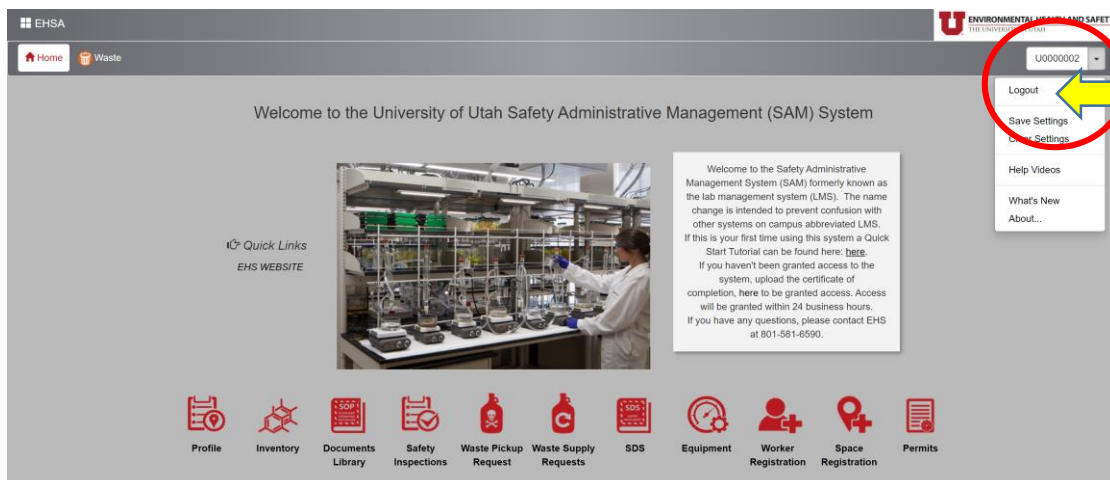 EHSA
ENVIRONMENTAL HEALTH AND SAFET
THE UNIVERSITY OF UTAH
Home
Waste
U0000002
Logout
Save Settings
Clear Settings
Help Videos
What's New
About...
Welcome to the University of Utah Safety Administrative Management (SAM) System
Quick Links
EHS WEBSITE
Welcome to the Safety Administrative
Management System (SAM) formerly known as
the lab management system (LMS). The name
change is intended to prevent confusion with
other systems on campus abbreviated LMS.
If this is your first time using this system a Quick
Start Tutorial can be found here: here.
If you haven't been granted access to the
system, upload the certificate of
completion, here to be granted access. Access
will be granted within 24 business hours.
If you have any questions, please contact EHS
at 801-581-6590.
SOP
SDS
Profile
Inventory
Documents
Library
Safety
Inspections
Waste Pickup
Request
Waste Supply
Requests
SDS
Equipment
Worker
Registration
Space
Registration
Permits